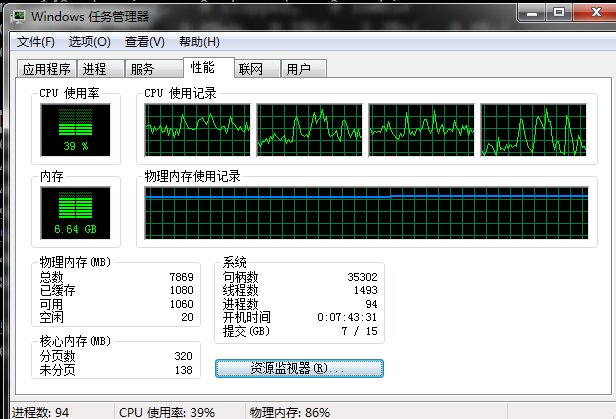 Windows 任务管理器
文件(F) 选项(O) 查看(V) 帮助(H)
应用程序 进程 服务 性能 联网 用户
CPU 使用率 CPU 使用记录
39 %
内存 物理内存使用记录
6.64 GB
物理内存(MB) 系统
总数 7869 句柄数 35302
已缓存 1080 线程数 1493
可用 1060 进程数 94
空闲 20 开机时间 0:07:43:31
提交(GB) 7 / 15
核心内存(MB)
分页数 320
未分页 138
资源监视器(R)...
进程数: 94 CPU 使用率: 39% 物理内存: 86%